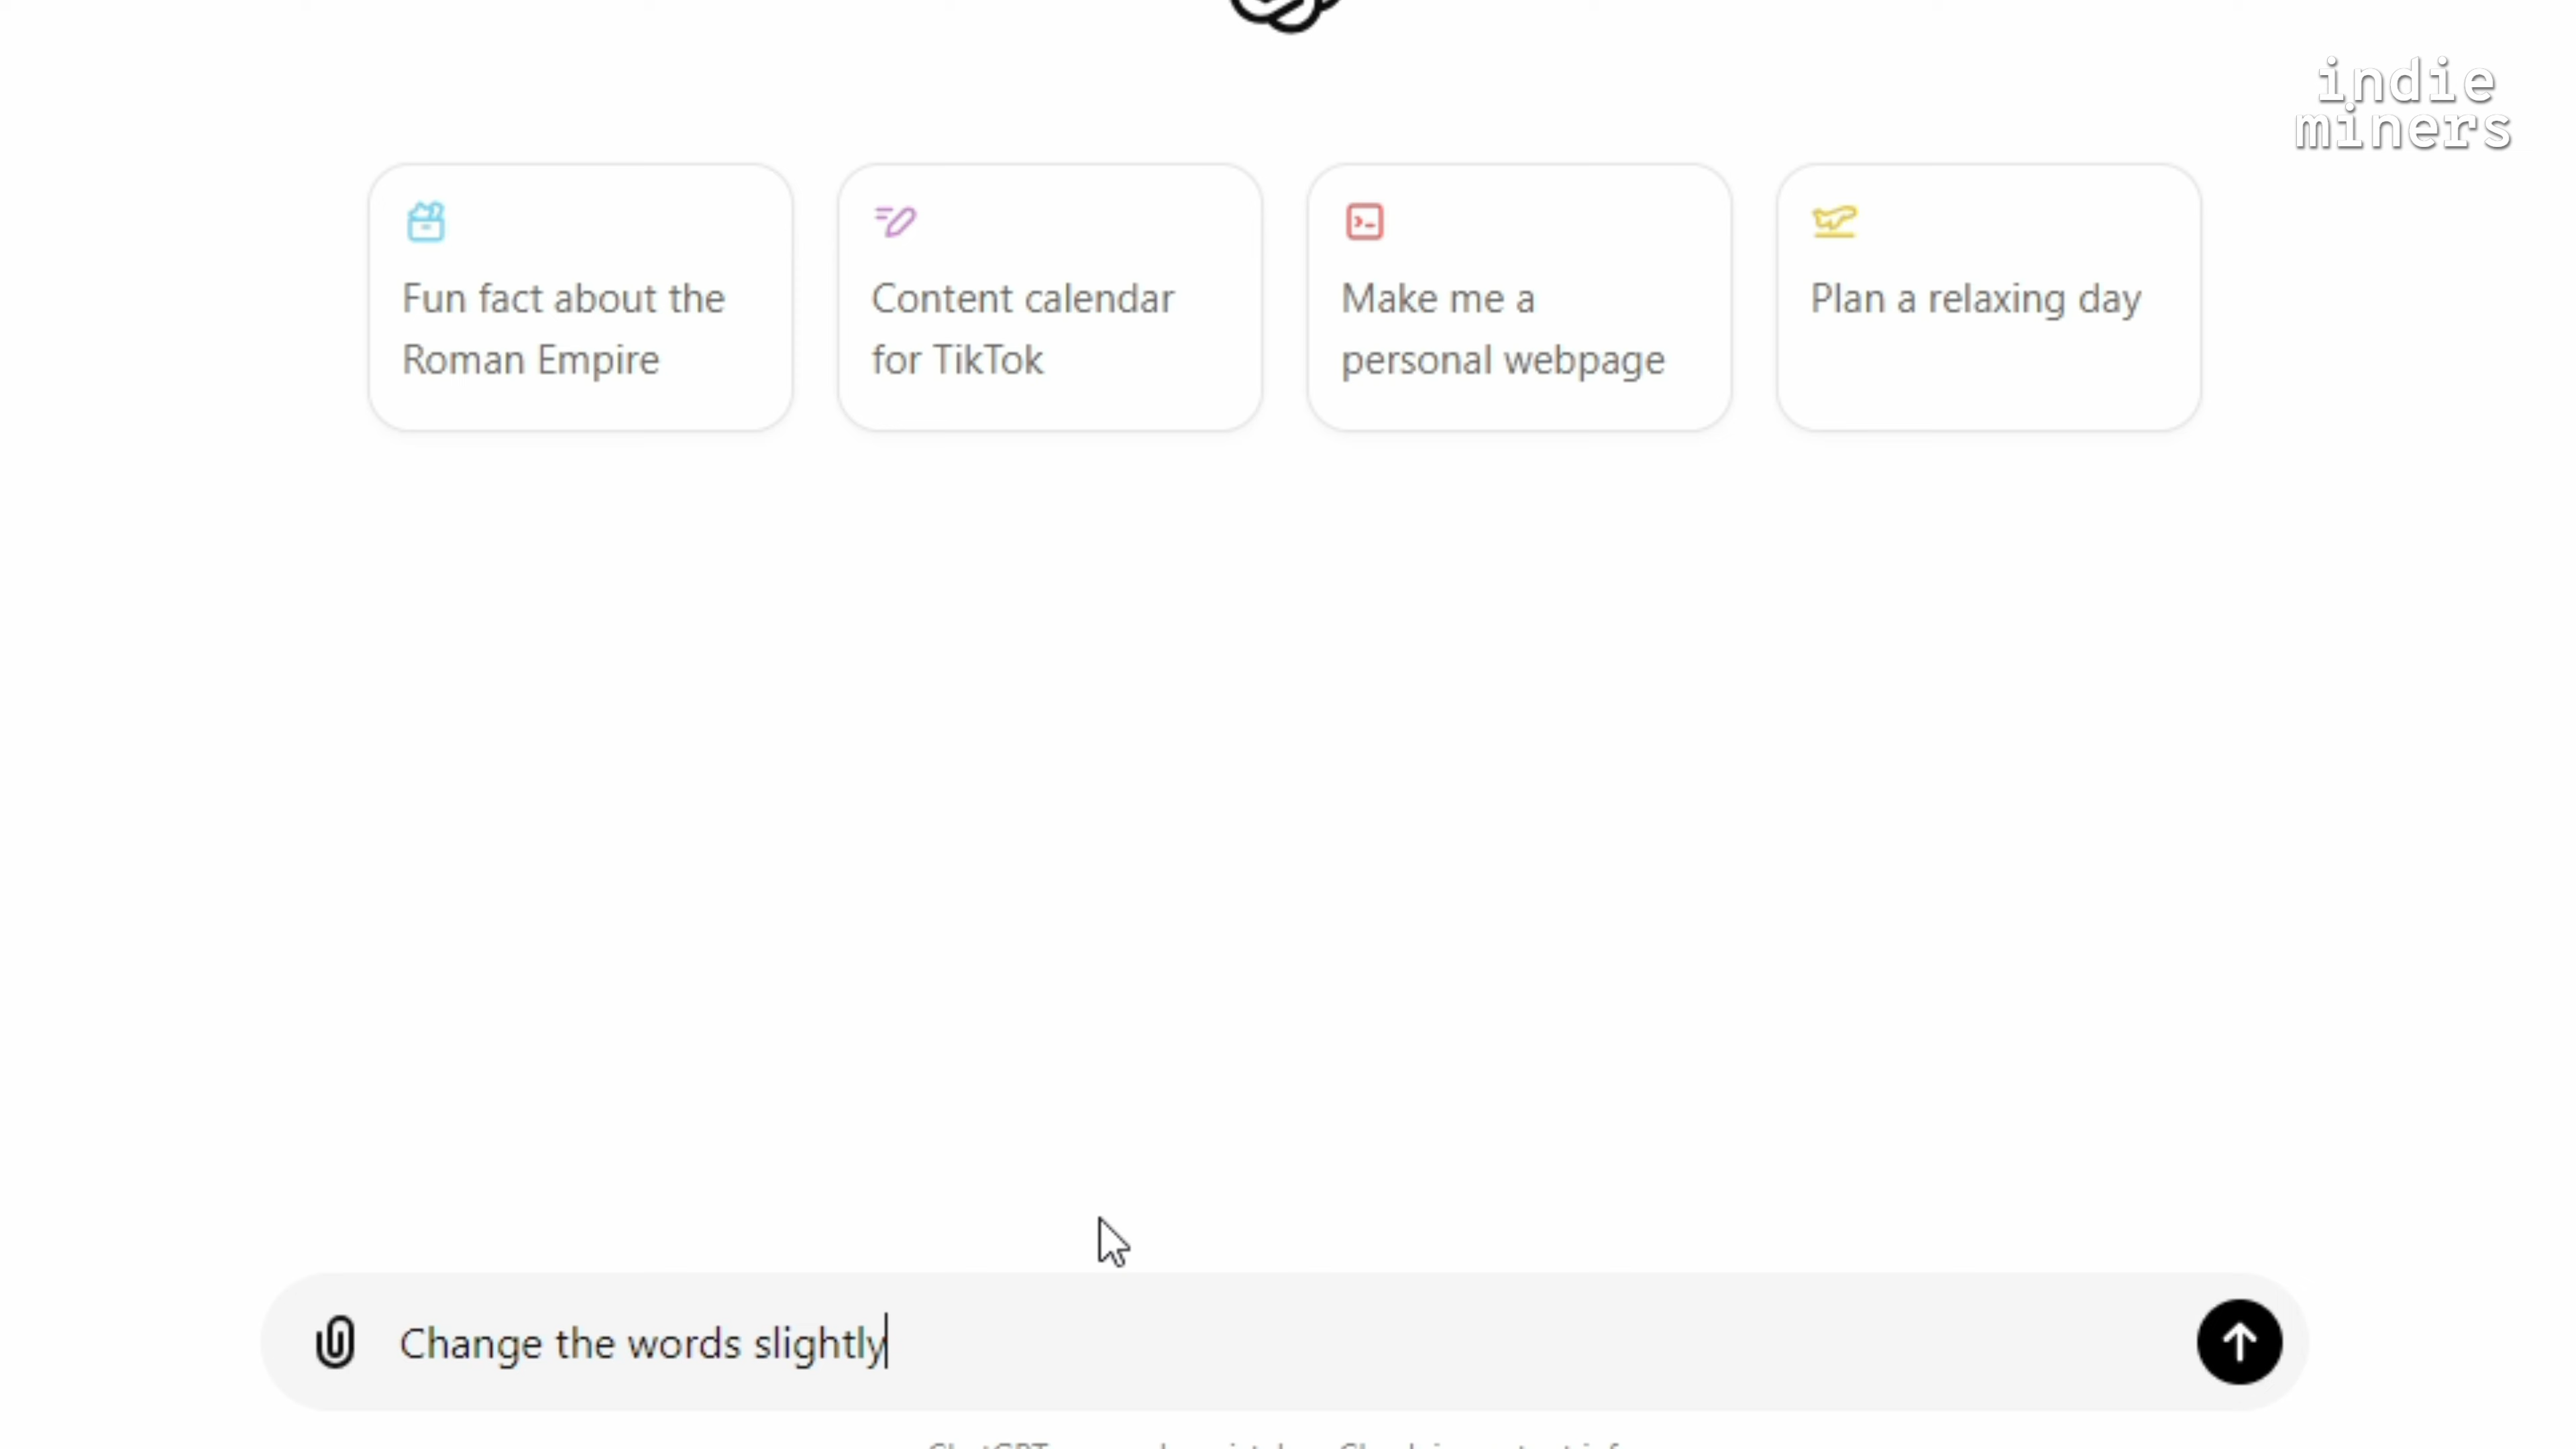 indie
miners
Fun fact about the
Roman Empire
Content calendar
for TikTok
Make me a
personal webpage
Plan a relaxing day
Change the words slightly